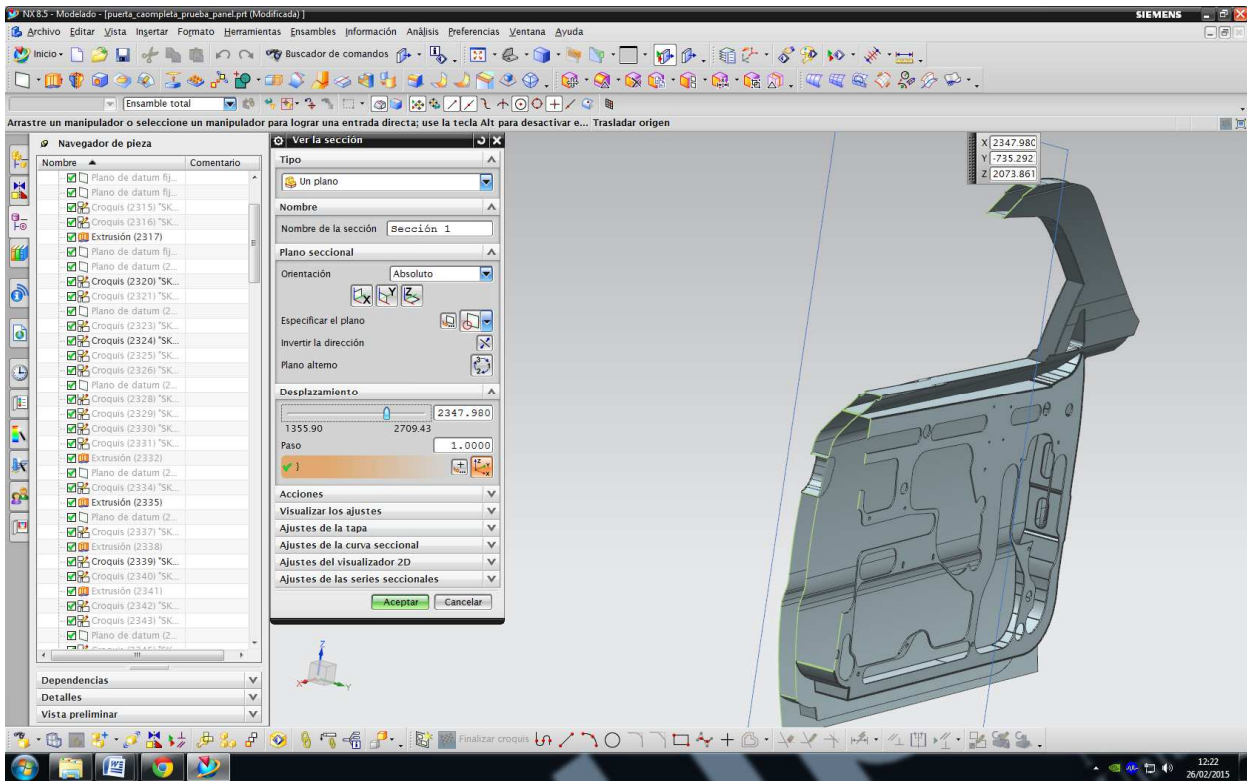 NX 8.5 - Modelado - [puerta_caompleta_prueba_panel.prt (Modificada) ]
SIEMENS
Archivo Editar Vista Insertar Formato Herramientas Ensambles Información Análisis Preferencias Ventana Ayuda
Inicio
Buscador de comandos
Ensamble total
Arrastre un manipulador o seleccione un manipulador para lograr una entrada directa; use la tecla Alt para desactivar e... Trasladar origen
Navegador de pieza
Nombre Comentario
Plano de datum fij...
Plano de datum fij...
Croquis (2315) "SK...
Croquis (2316) "SK...
Extrusión (2317)
Plano de datum fij...
Plano de datum (2...
Croquis (2320) "SK...
Croquis (2321) "SK...
Plano de datum (2...
Croquis (2323) "SK...
Croquis (2324) "SK...
Croquis (2325) "SK...
Croquis (2326) "SK...
Plano de datum (2...
Croquis (2328) "SK...
Croquis (2329) "SK...
Croquis (2330) "SK...
Croquis (2331) "SK...
Extrusión (2332)
Plano de datum (2...
Croquis (2334) "SK...
Extrusión (2335)
Plano de datum (2...
Croquis (2337) "SK...
Extrusión (2338)
Croquis (2339) "SK...
Croquis (2340) "SK...
Extrusión (2341)
Croquis (2342) "SK...
Croquis (2343) "SK...
Plano de datum (2...
Dependencias
Detalles
Vista preliminar
Ver la sección
Tipo
Un plano
Nombre
Nombre de la sección Sección 1
Plano seccional
Orientación Absoluto
X Y Z
Especificar el plano
Invertir la dirección
Plano alterno
Desplazamiento
2347.980
1355.90 2709.43
Paso 1.0000
Acciones
Visualizar los ajustes
Ajustes de la tapa
Ajustes de la curva seccional
Ajustes del visualizador 2D
Ajustes de las series seccionales
Aceptar Cancelar
X 2347.980
Y -735.292
Z 2073.861
Z
X Y
Finalizar croquis
12:22
26/02/2015